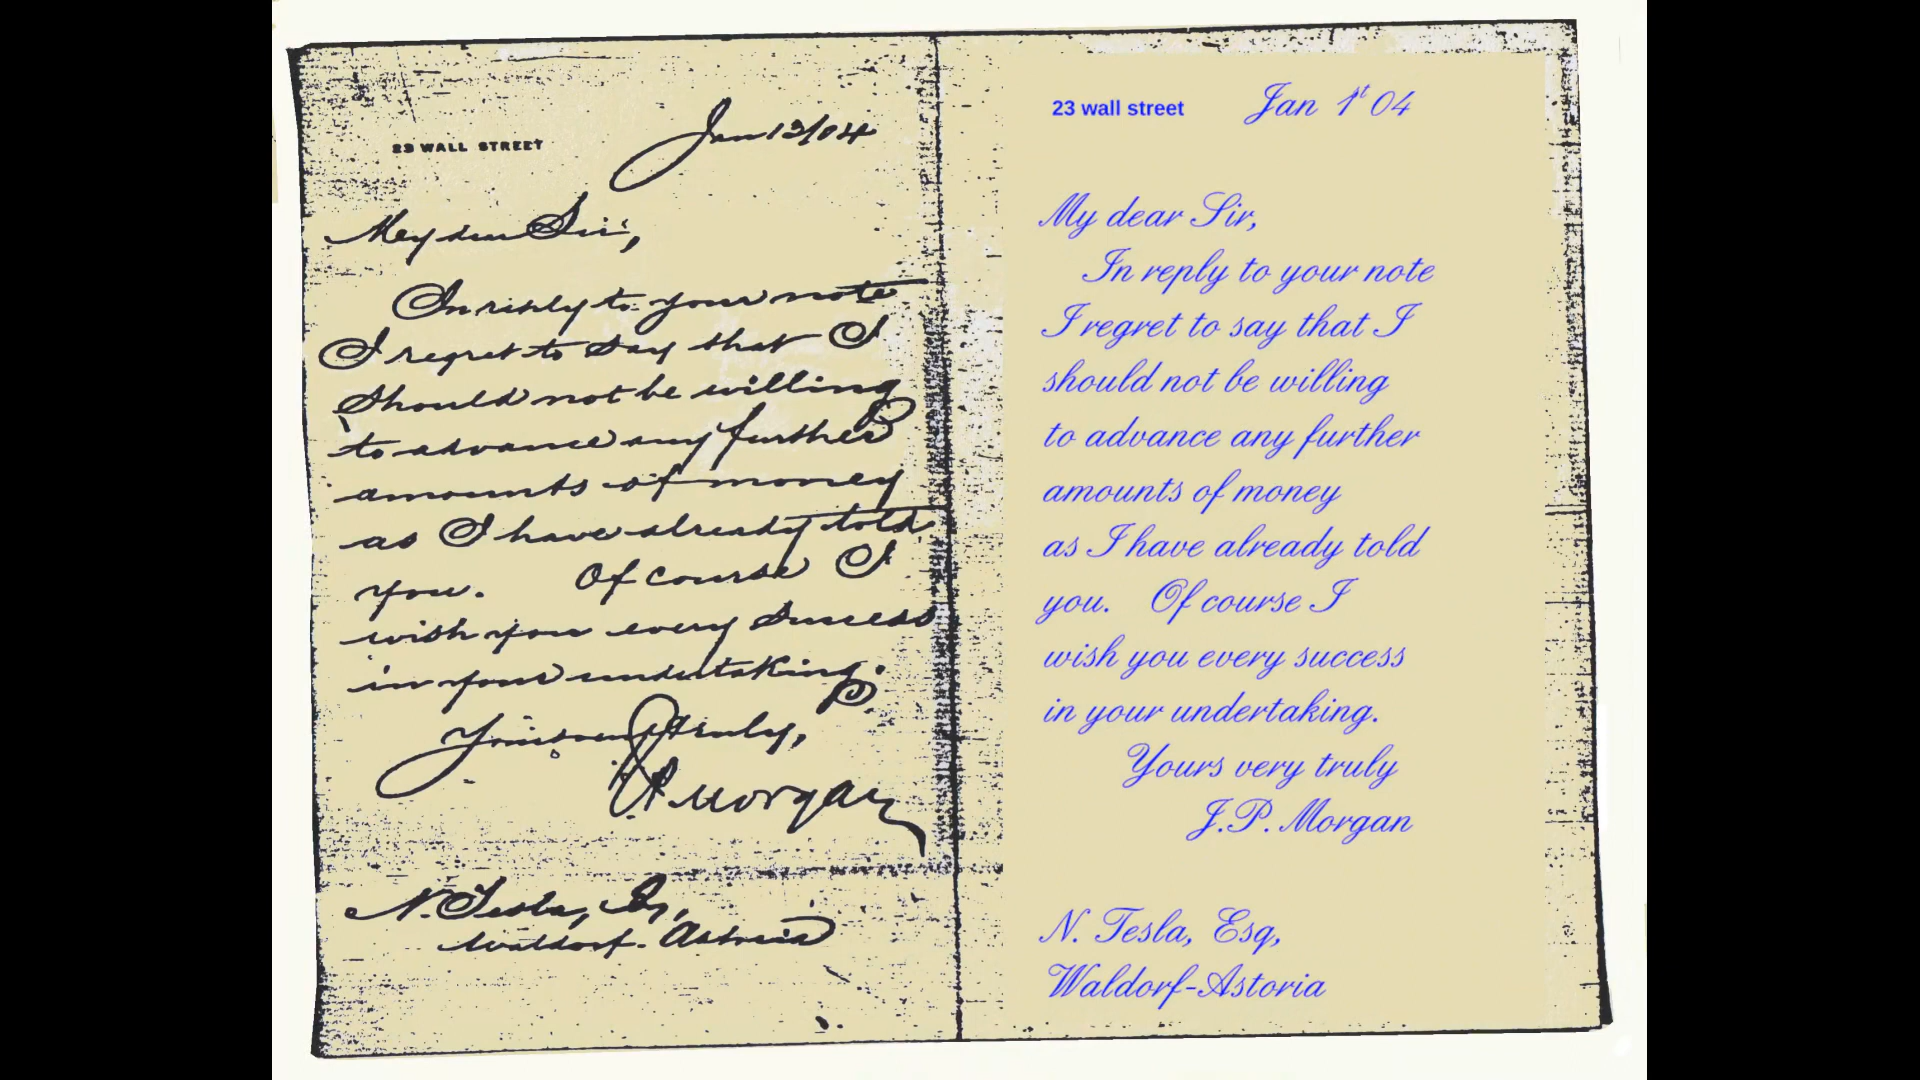 23 WALL STREET
Jan 13/04
My dear Sir,
In reply to your note
I regret to say that I
should not be willing
to advance any further
amounts of money
as I have already told
you. Of course I
wish you every success
in your undertaking.
Yours very truly,
J.P. Morgan
N. Tesla, Esq,
Waldorf-Astoria
23 wall street
Jan 1st 04
My dear Sir,
In reply to your note
I regret to say that I
should not be willing
to advance any further
amounts of money
as I have already told
you. Of course I
wish you every success
in your undertaking.
Yours very truly
J.P. Morgan
N. Tesla, Esq,
Waldorf-Astoria